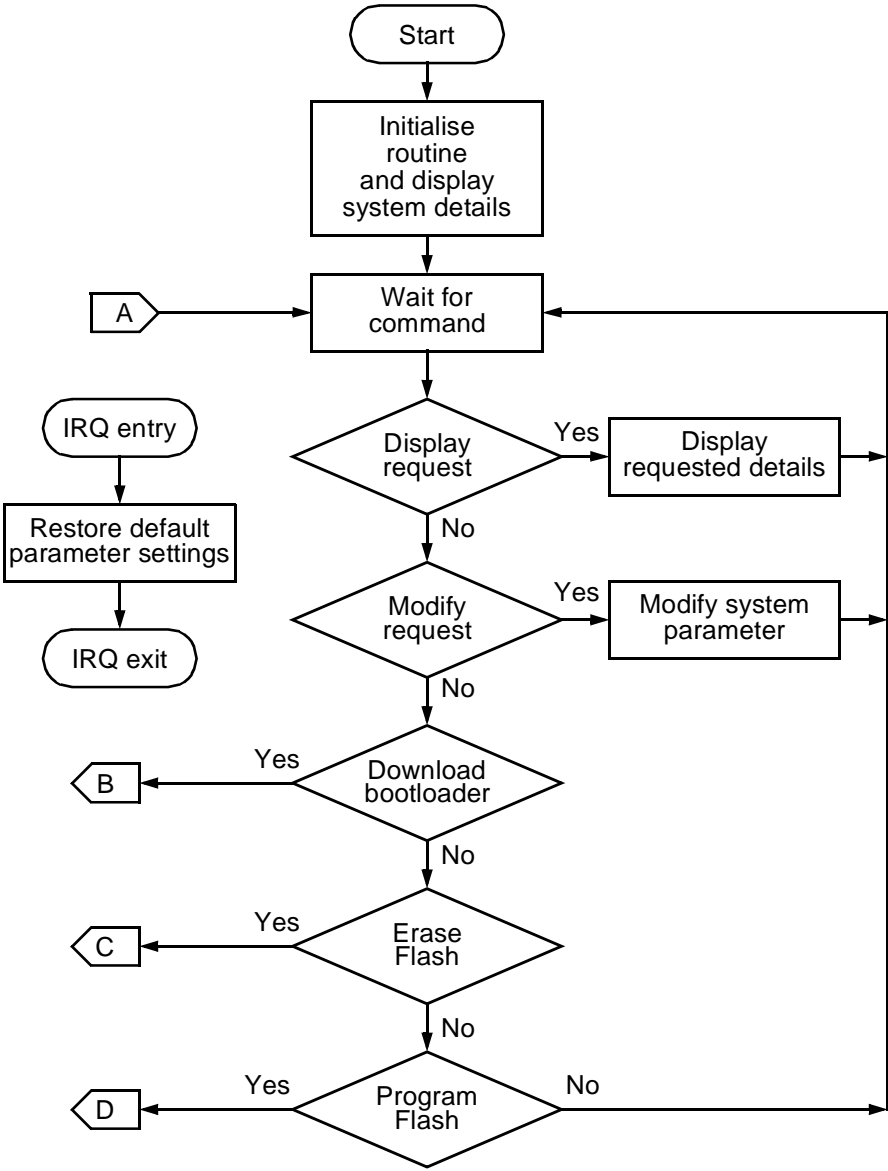 Start
Initialise
routine
and display
system details
A
Wait for
command
IRQ entry
Display
request
Yes
Display
requested details
No
Restore default
parameter settings
Modify
request
Yes
Modify system
parameter
IRQ exit
No
B
Yes
Download
bootloader
No
C
Yes
Erase
Flash
No
D
Yes
Program
Flash
No